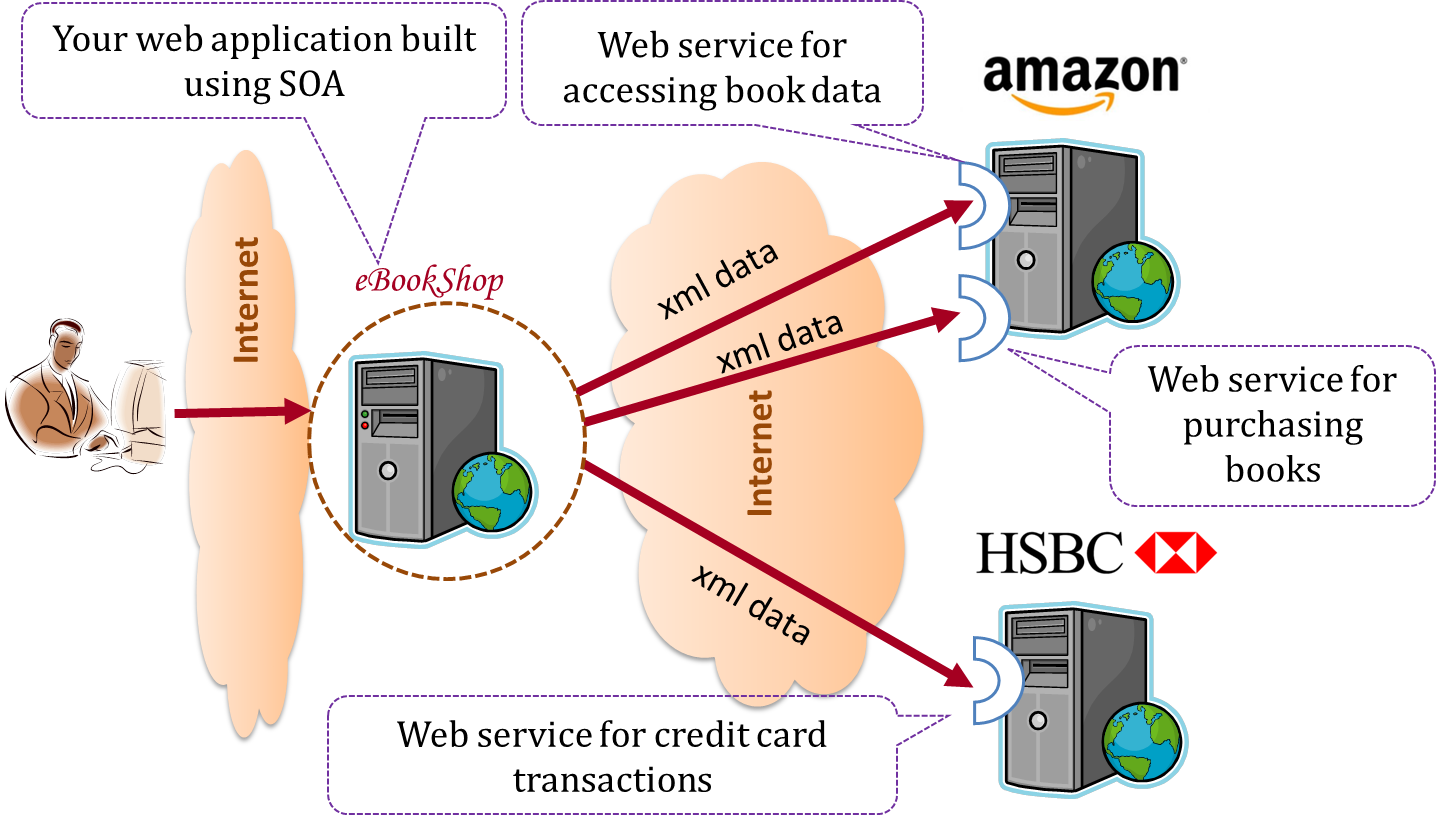 Your web application built
using SOA
Web service for
accessing book data
amazon
Internet
eBookShop
xml data
xml data
Internet
Web service for
purchasing
books
HSBC
xml data
Web service for credit card
transactions